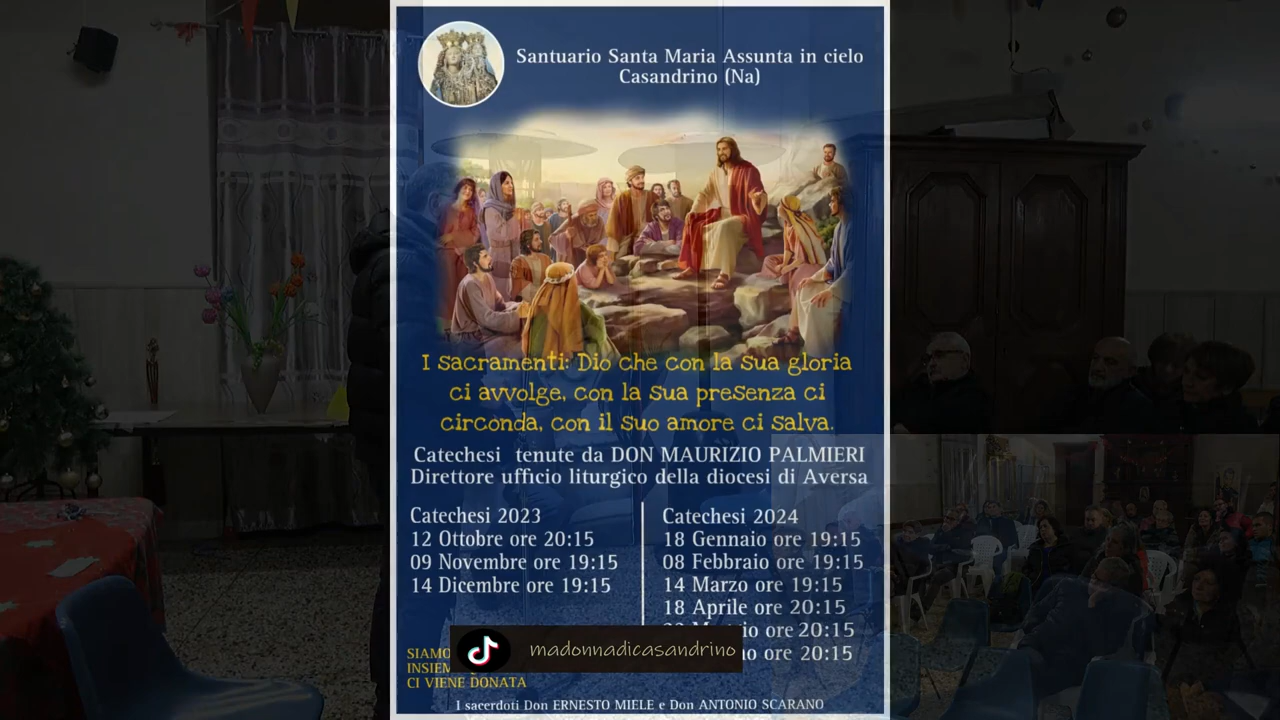 Santuario Santa Maria Assunta in cielo
Casandrino (Na)
I sacramenti: Dio che con la sua gloria
ci avvolge, con la sua presenza ci
circonda, con il suo amore ci salva.
Catechesi tenute da DON MAURIZIO PALMIERI
Direttore ufficio liturgico della diocesi di Aversa
Catechesi 2023
12 Ottobre ore 20:15
09 Novembre ore 19:15
14 Dicembre ore 19:15
Catechesi 2024
18 Gennaio ore 19:15
08 Febbraio ore 19:15
14 Marzo ore 19:15
18 Aprile ore 20:15
ore 20:15
ore 20:15
madonnadicasandrino
SIAMO
INSIEM
CI VIENE DONATA
I sacerdoti Don ERNESTO MIELE e Don ANTONIO SCARANO